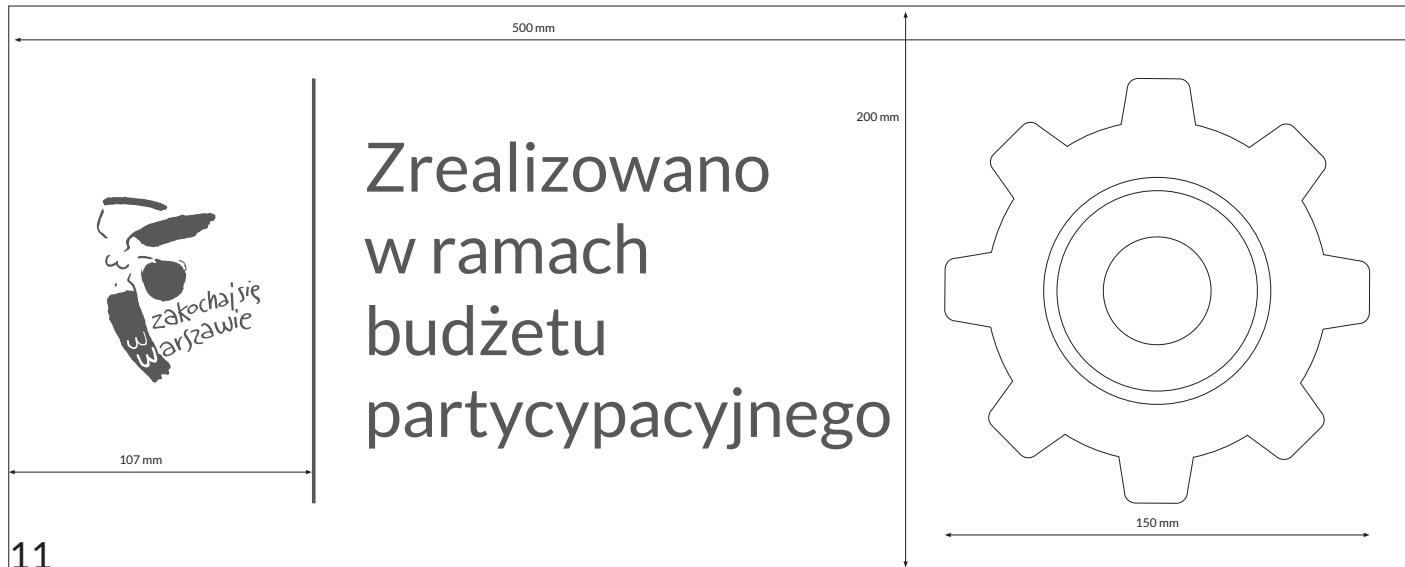 500 mm
200 mm
Zrealizowano
w ramach
budżetu
partycypacyjnego
zakochaj się
w Warszawie
107 mm
150 mm
11